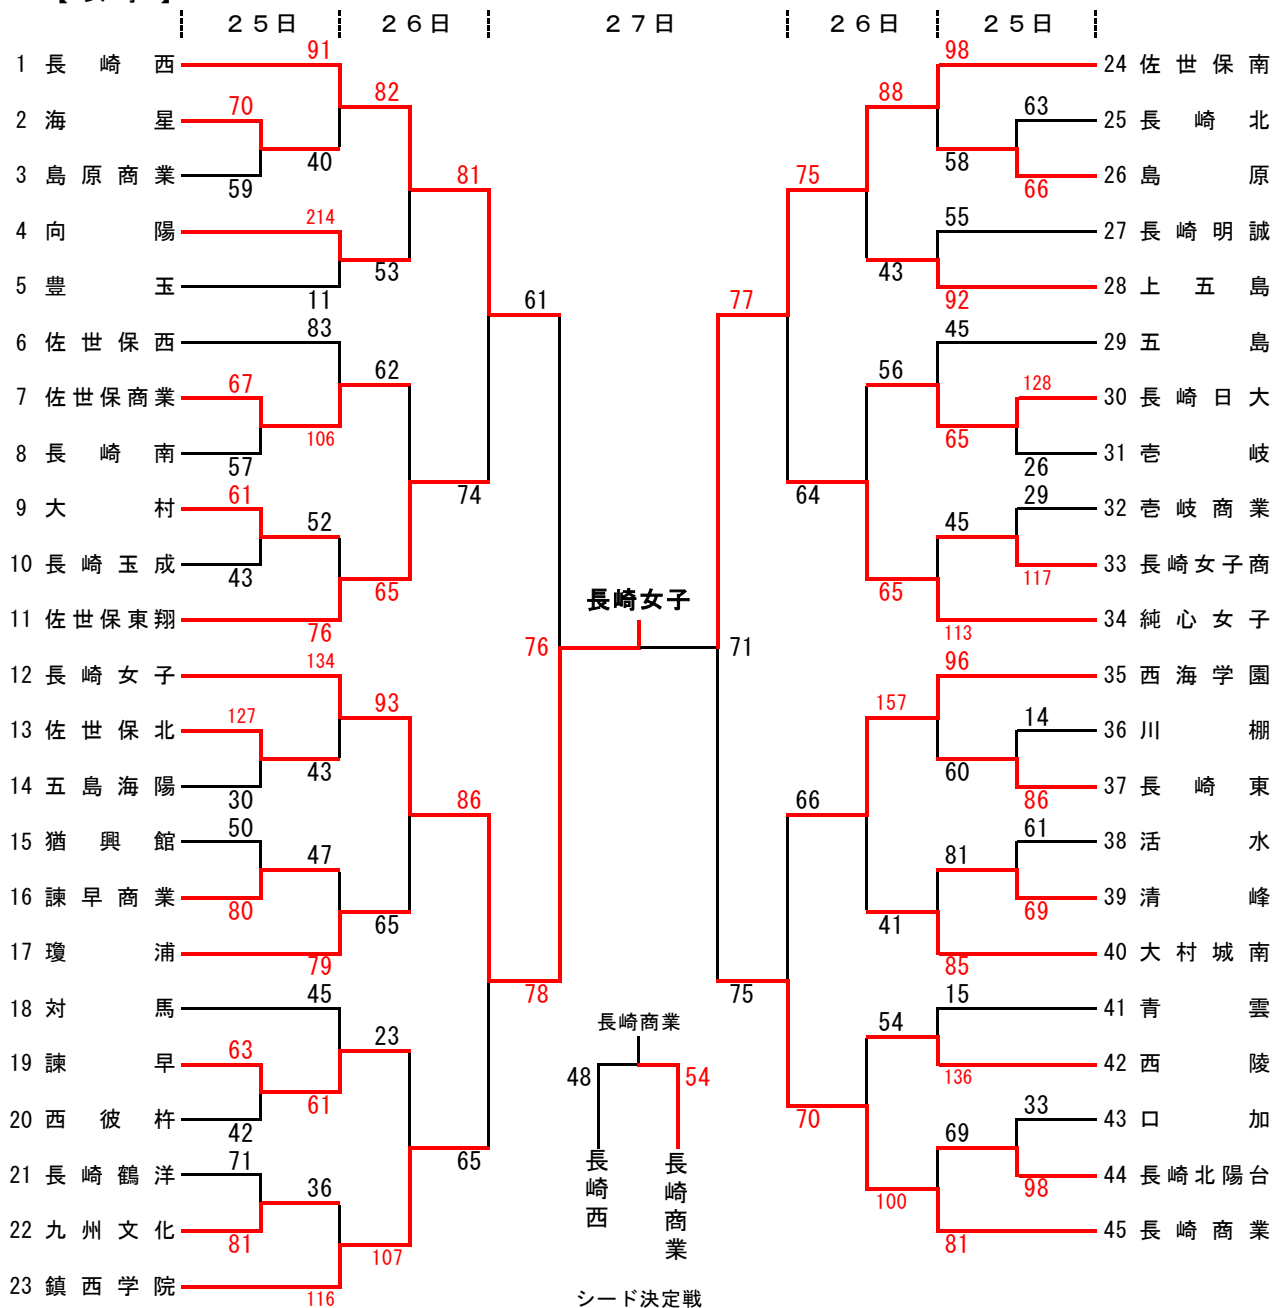 25日 26日 27日 26日 25日
1 長崎西
2 海星
3 島原商業
4 向陽
5 豊玉
6 佐世保西
7 佐世保商業
8 長崎南
9 大村
10 長崎玉成
11 佐世保東翔
12 長崎女子
13 佐世保北
14 五島海陽
15 猶興館
16 諫早商業
17 瓊浦
18 対馬
19 諫早
20 西彼杵
21 長崎鶴洋
22 九州文化
23 鎮西学院
70
59
67
57
61
43
127
30
50
80
63
42
71
81
91
40
214
11
83
106
52
76
134
43
47
79
45
61
36
116
82
53
62
65
93
65
23
107
81
74
86
65
61
78
76
長崎女子
71
77
75
75
64
66
70
88
43
56
65
157
41
54
100
98
58
55
92
45
65
45
113
96
60
81
85
15
136
69
81
63
66
128
26
29
117
14
86
61
69
33
98
24 佐世保南
25 長崎北
26 島原
27 長崎明誠
28 上五島
29 五島
30 長崎日大
31 壱岐
32 壱岐商業
33 長崎女子商
34 純心女子
35 西海学園
36 川棚
37 長崎東
38 活水
39 清峰
40 大村城南
41 青雲
42 西陵
43 口加
44 長崎北陽台
45 長崎商業
長崎商業
48 54
長崎西
長崎商業
シード決定戦